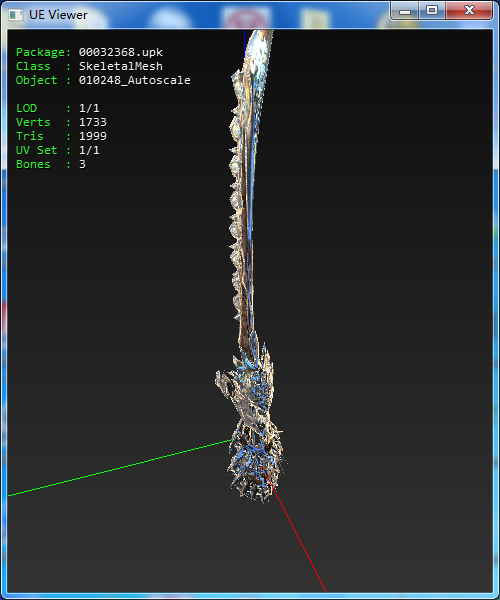 UE Viewer
Package: 00032368.upk
Class  : SkeletalMesh
Object : 010248_Autoscale
LOD    : 1/1
Verts  : 1733
Tris   : 1999
UV Set : 1/1
Bones  : 3